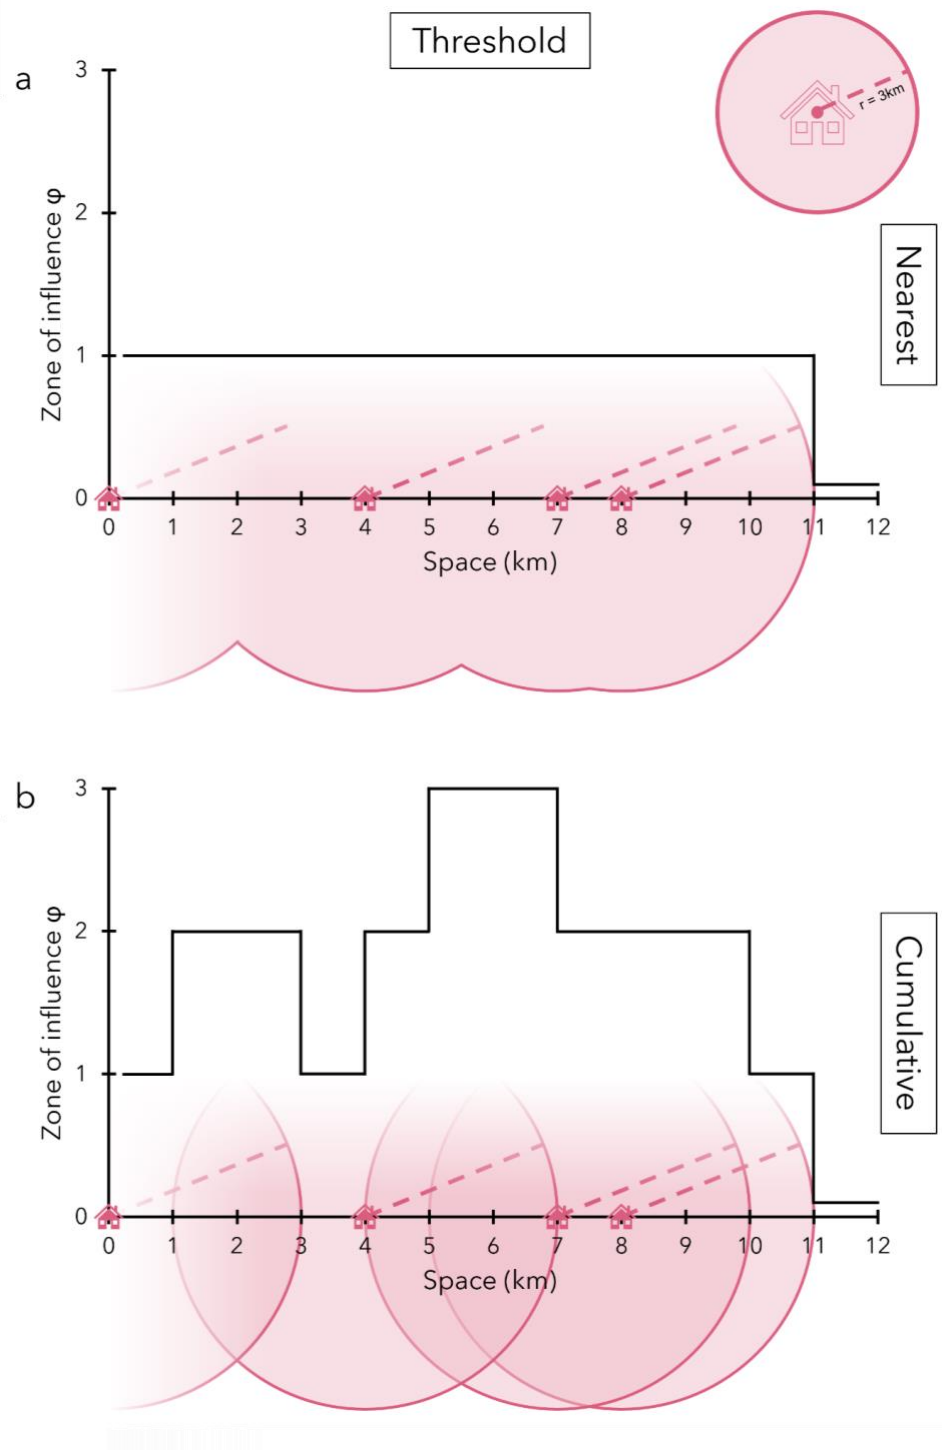 Threshold
a
r = 3km
3
2
1
0
Zone of influence φ
Nearest
0 1 2 3 4 5 6 7 8 9 10 11 12
Space (km)
b
3
2
1
0
Zone of influence φ
Cumulative
0 1 2 3 4 5 6 7 8 9 10 11 12
Space (km)